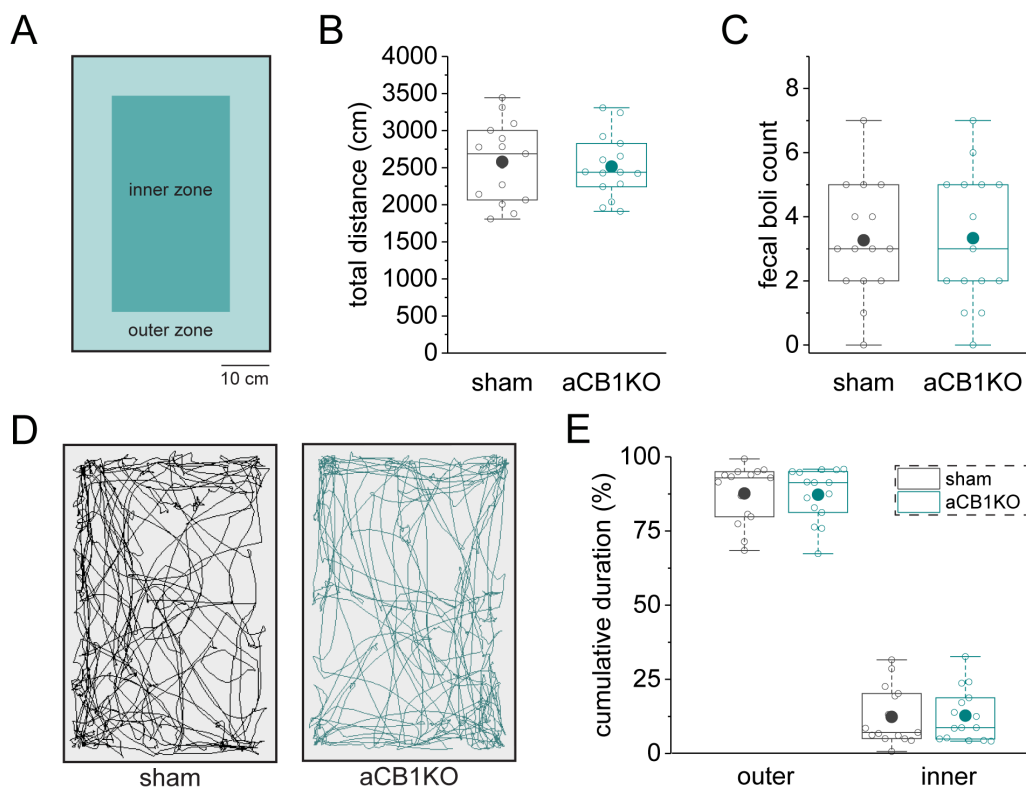 A
inner zone
outer zone
10 cm
B
total distance (cm)
4000
3500
3000
2500
2000
1500
1000
500
0
sham aCB1KO
C
fecal boli count
8
6
4
2
0
sham aCB1KO
D
sham aCB1KO
E
cumulative duration (%)
100
75
50
25
0
outer inner
sham
aCB1KO